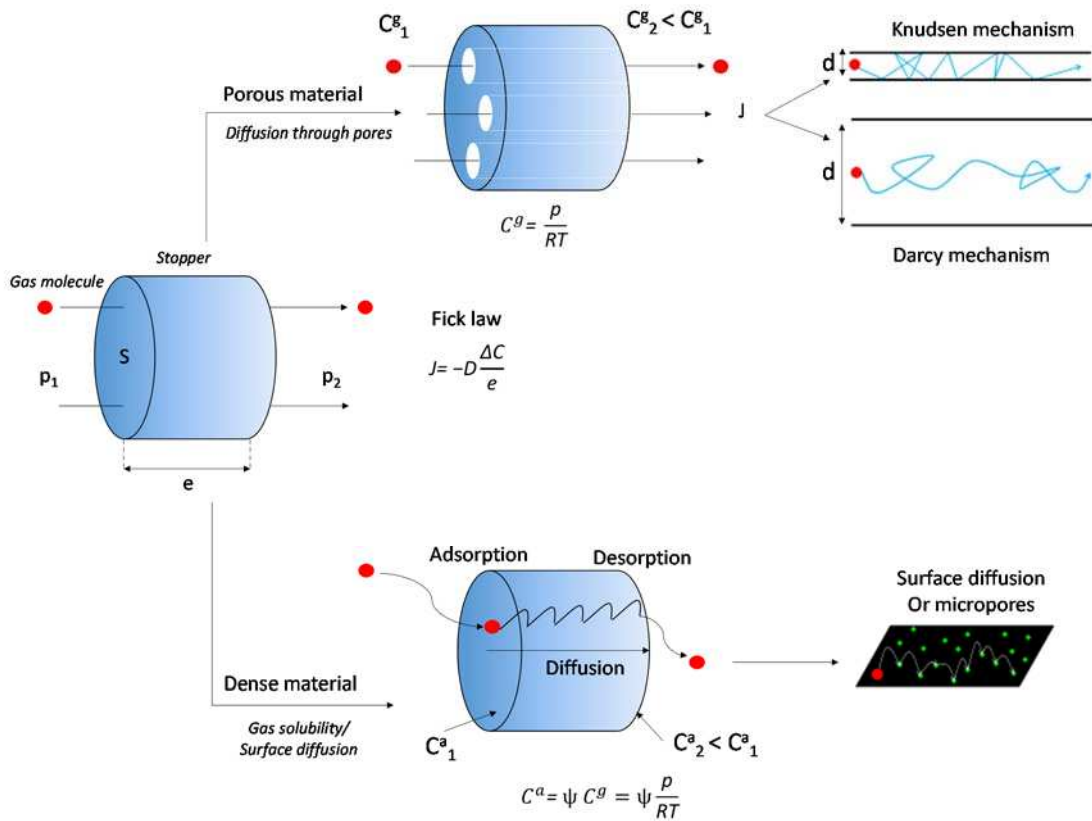 C^g_1
C^g_2 < C^g_1
Knudsen mechanism
d
Porous material
Diffusion through pores
J
d
C^g = p/RT
Darcy mechanism
Stopper
Gas molecule
S
p_1
p_2
Fick law
J= −D ΔC/e
e
Adsorption
Desorption
Surface diffusion
Or micropores
Diffusion
Dense material
Gas solubility/
Surface diffusion
C^a_1
C^a_2 < C^a_1
C^a = ψ C^g = ψ p/RT